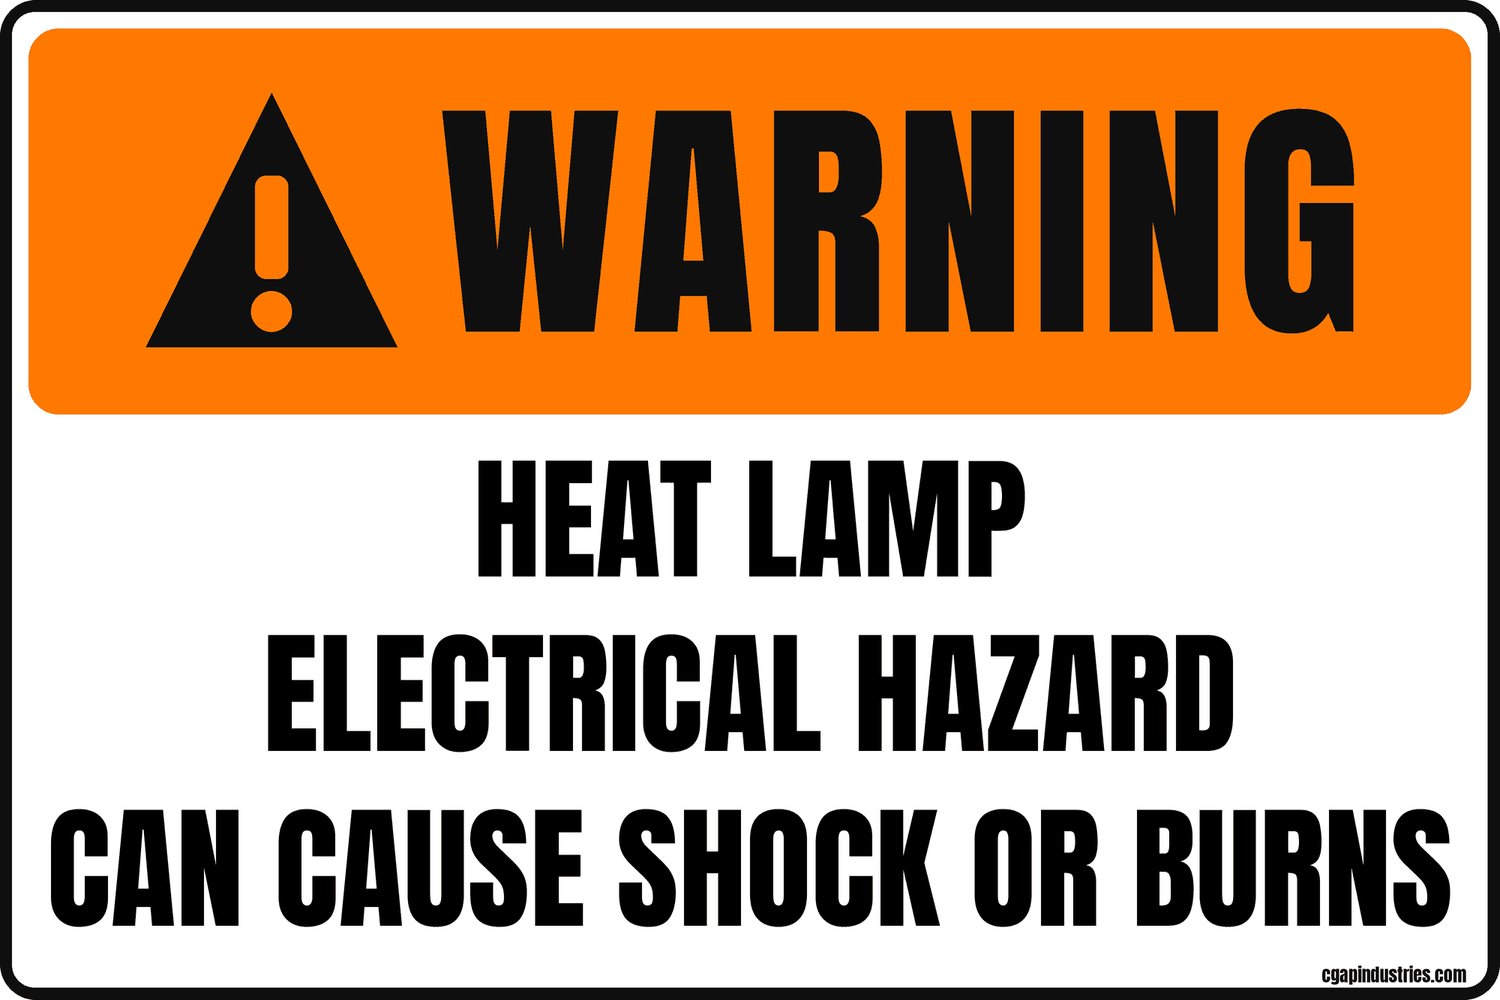 WARNING
HEAT LAMP
ELECTRICAL HAZARD
CAN CAUSE SHOCK OR BURNS
cgapindustries.com